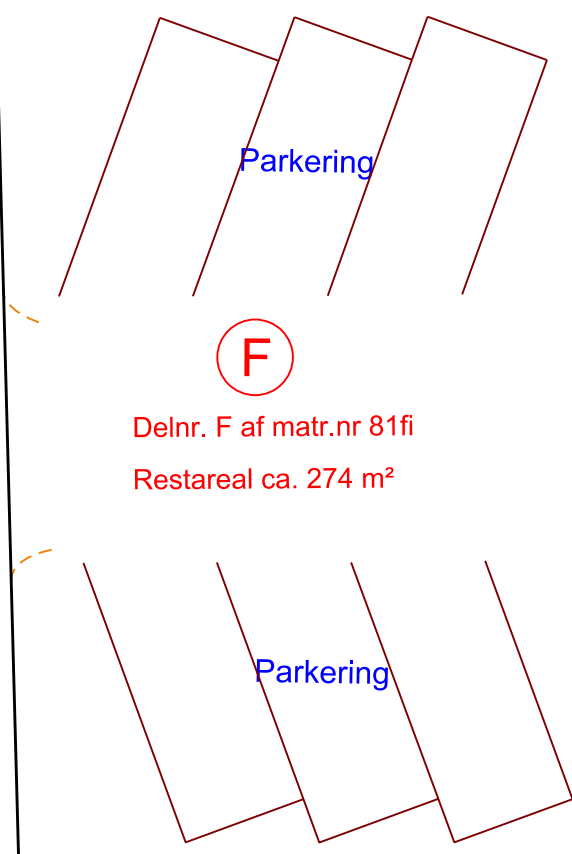 Parkering
F
Delnr. F af matr.nr 81fi
Restareal ca. 274 m²
Parkering